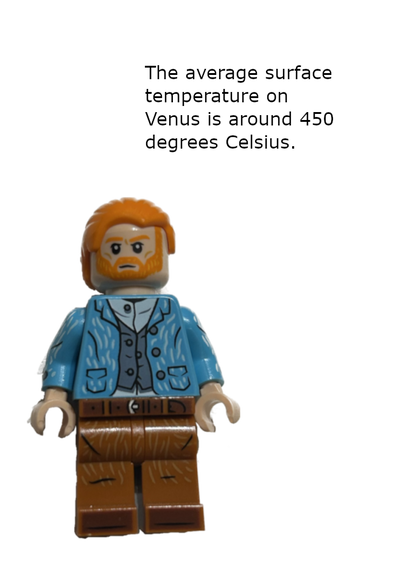 The average surface
temperature on
Venus is around 450
degrees Celsius.